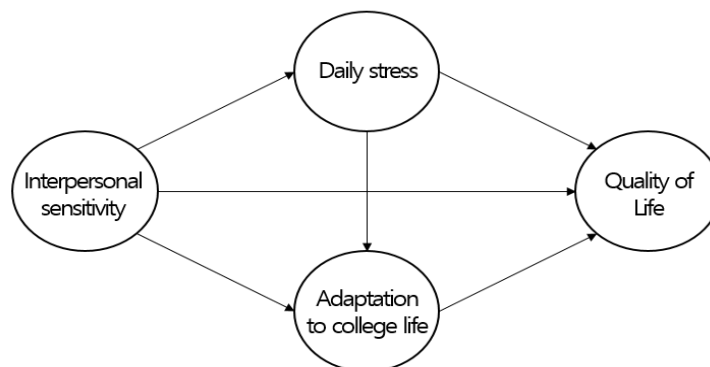 Daily stress
Interpersonal
sensitivity
Quality of
Life
Adaptation
to college life